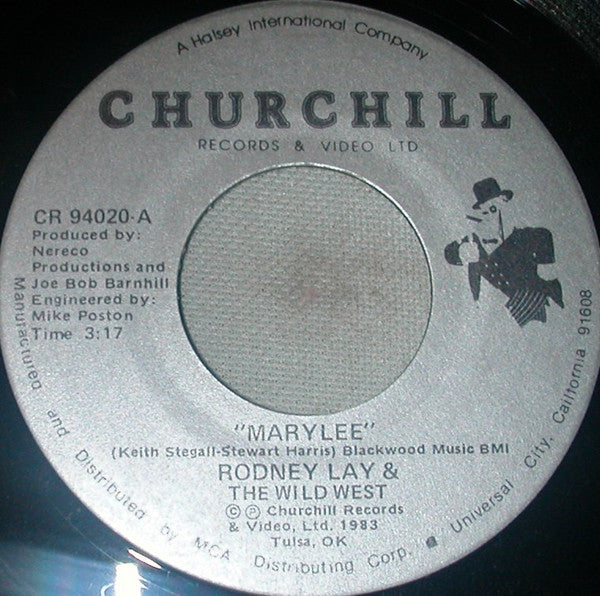 A Halsey International Company
CHURCHILL
RECORDS & VIDEO LTD
CR 94020-A
Produced by:
Nereco
Productions and
Joe Bob Barnhill
Engineered by:
Mike Poston
Time 3:17
"MARYLEE"
(Keith Stegall-Stewart Harris) Blackwood Music BMI
RODNEY LAY &
THE WILD WEST
© ℗ Churchill Records
& Video, Ltd. 1983
Tulsa, OK
Manufactured and Distributed by MCA Distributing Corp. • Universal City, California 91608